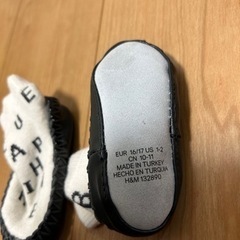 EUR 16/17 US 1-2
CN 10-11
MADE IN TURKEY
HECHO EN TURQUIA
H&M 132890
E
U
A
P
H
B